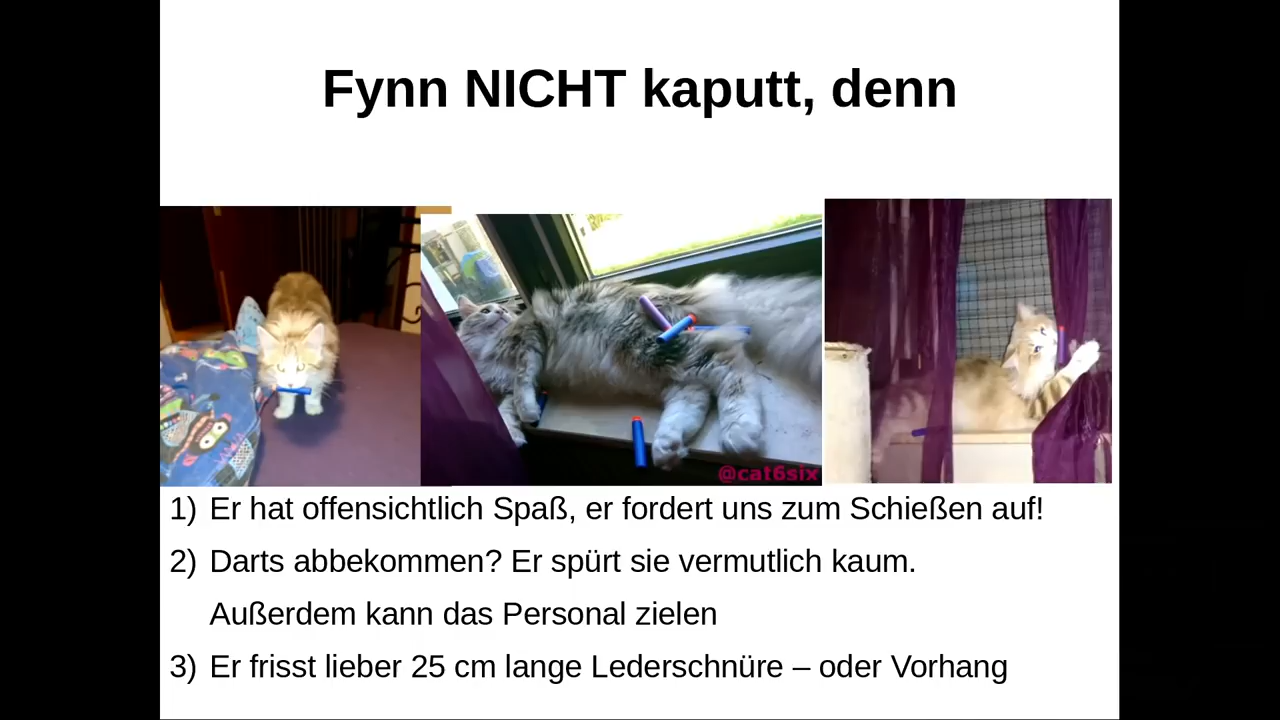 Fynn NICHT kaputt, denn
@cat6six
1) Er hat offensichtlich Spaß, er fordert uns zum Schießen auf!
2) Darts abbekommen? Er spürt sie vermutlich kaum.
Außerdem kann das Personal zielen
3) Er frisst lieber 25 cm lange Lederschnüre – oder Vorhang